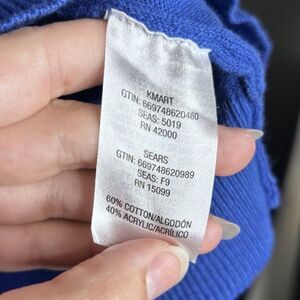 KMART
GTIN: 669748620460
SEAS: 5019
RN 42000
SEARS
GTIN: 669748620989
SEAS: F9
RN 15099
60% COTTON/ALGODÓN
40% ACRYLIC/ACRÍLICO